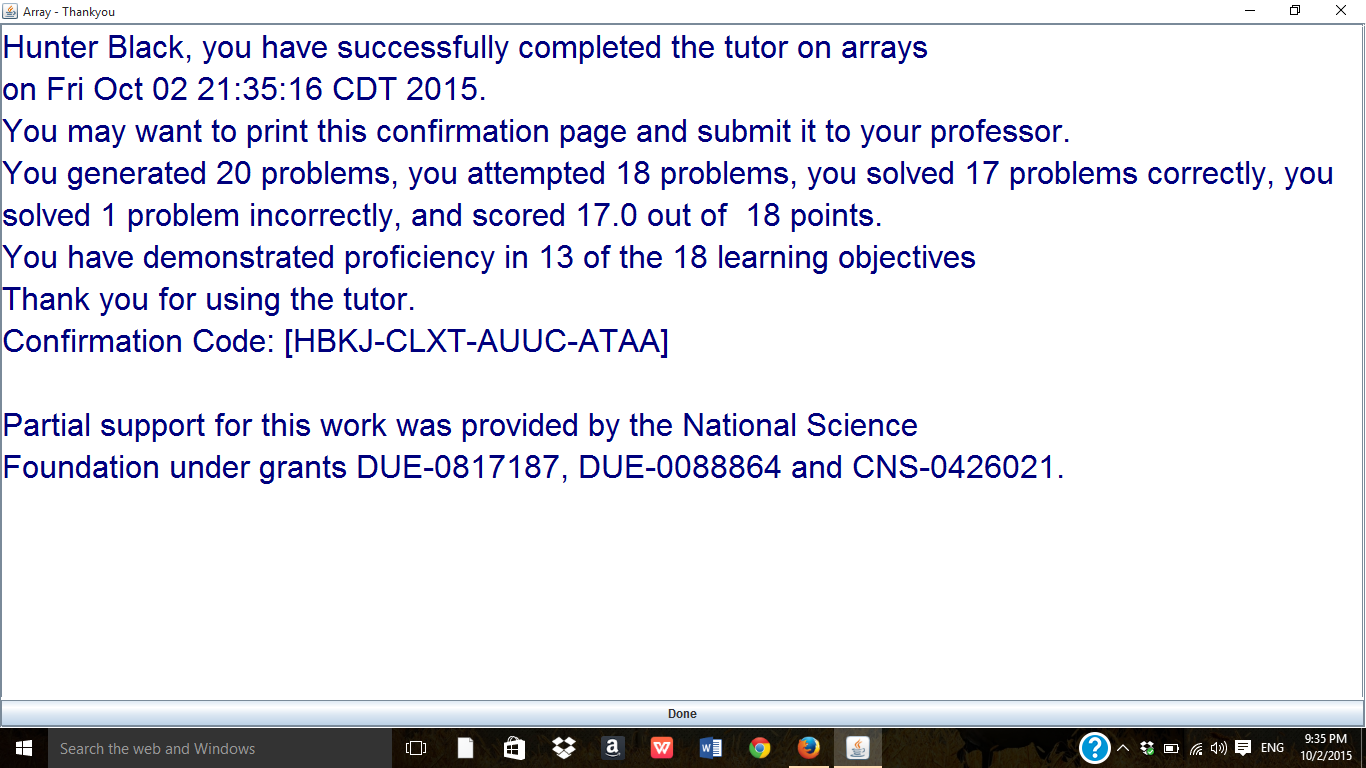 Array - Thankyou
Hunter Black, you have successfully completed the tutor on arrays
on Fri Oct 02 21:35:16 CDT 2015.
You may want to print this confirmation page and submit it to your professor.
You generated 20 problems, you attempted 18 problems, you solved 17 problems correctly, you
solved 1 problem incorrectly, and scored 17.0 out of  18 points.
You have demonstrated proficiency in 13 of the 18 learning objectives
Thank you for using the tutor.
Confirmation Code: [HBKJ-CLXT-AUUC-ATAA]
Partial support for this work was provided by the National Science
Foundation under grants DUE-0817187, DUE-0088864 and CNS-0426021.
Done
Search the web and Windows
ENG
9:35 PM
10/2/2015